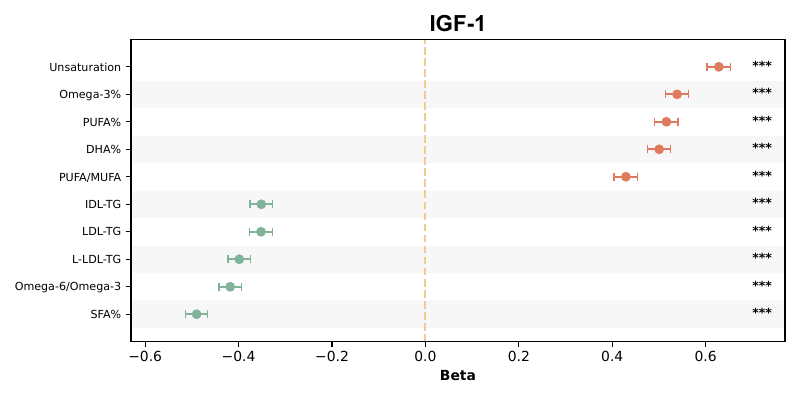 IGF-1
Unsaturation ***
Omega-3% ***
PUFA% ***
DHA% ***
PUFA/MUFA ***
IDL-TG ***
LDL-TG ***
L-LDL-TG ***
Omega-6/Omega-3 ***
SFA% ***
−0.6 −0.4 −0.2 0.0 0.2 0.4 0.6
Beta